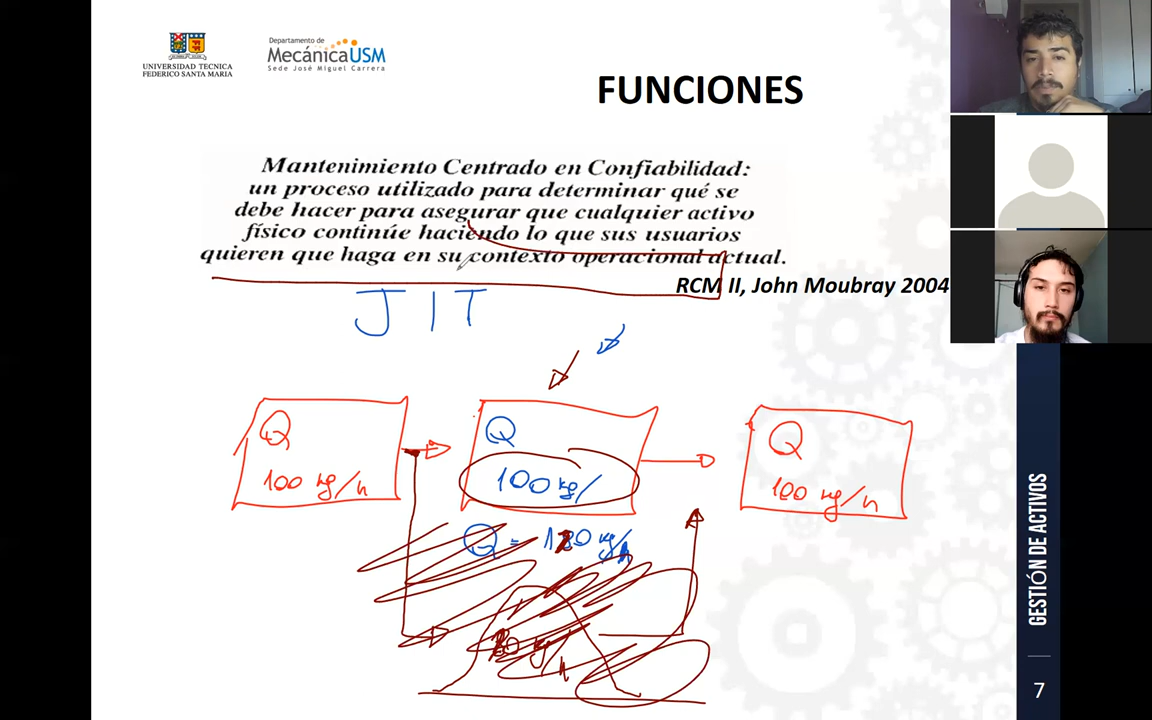 UNIVERSIDAD TECNICA
FEDERICO SANTA MARIA
Departamento de
MecánicaUSM
Sede José Miguel Carrera
FUNCIONES
Mantenimiento Centrado en Confiabilidad:
un proceso utilizado para determinar qué se
debe hacer para asegurar que cualquier activo
físico continúe haciendo lo que sus usuarios
quieren que haga en su contexto operacional actual.
RCM II, John Moubray 2004
JIT
Q
100 kg/h
Q
100 kg/
Q
100 kg/h
Q =
GESTIÓN DE ACTIVOS
7